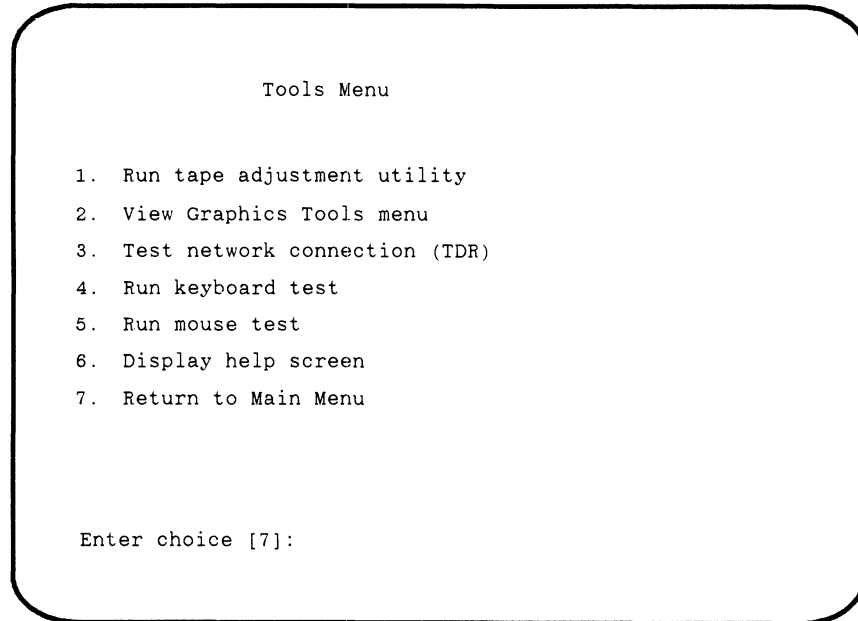 Tools Menu
1. Run tape adjustment utility
2. View Graphics Tools menu
3. Test network connection (TDR)
4. Run keyboard test
5. Run mouse test
6. Display help screen
7. Return to Main Menu
Enter choice [7]: